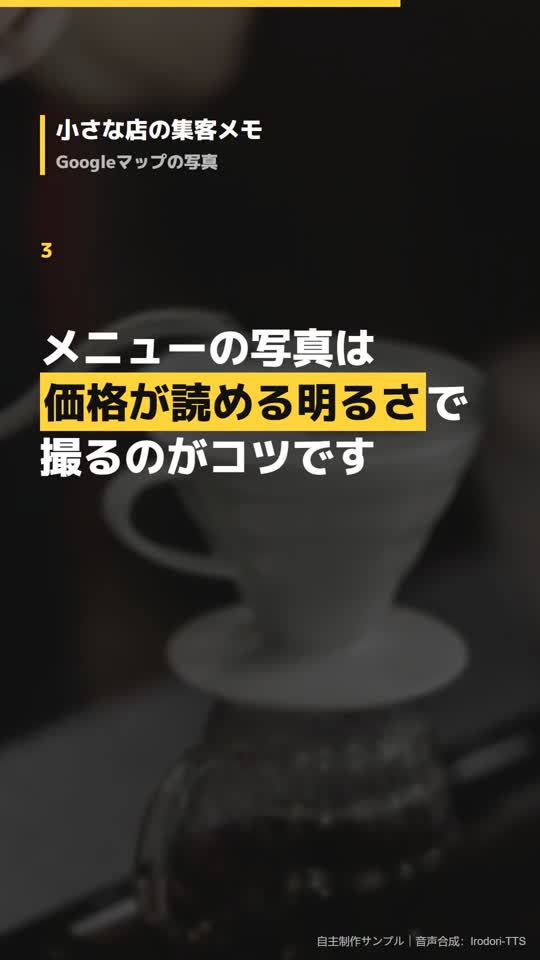 小さな店の集客メモ
Googleマップの写真
3
メニューの写真は
価格が読める明るさで
撮るのがコツです
自主制作サンプル｜音声合成：Irodori-TTS